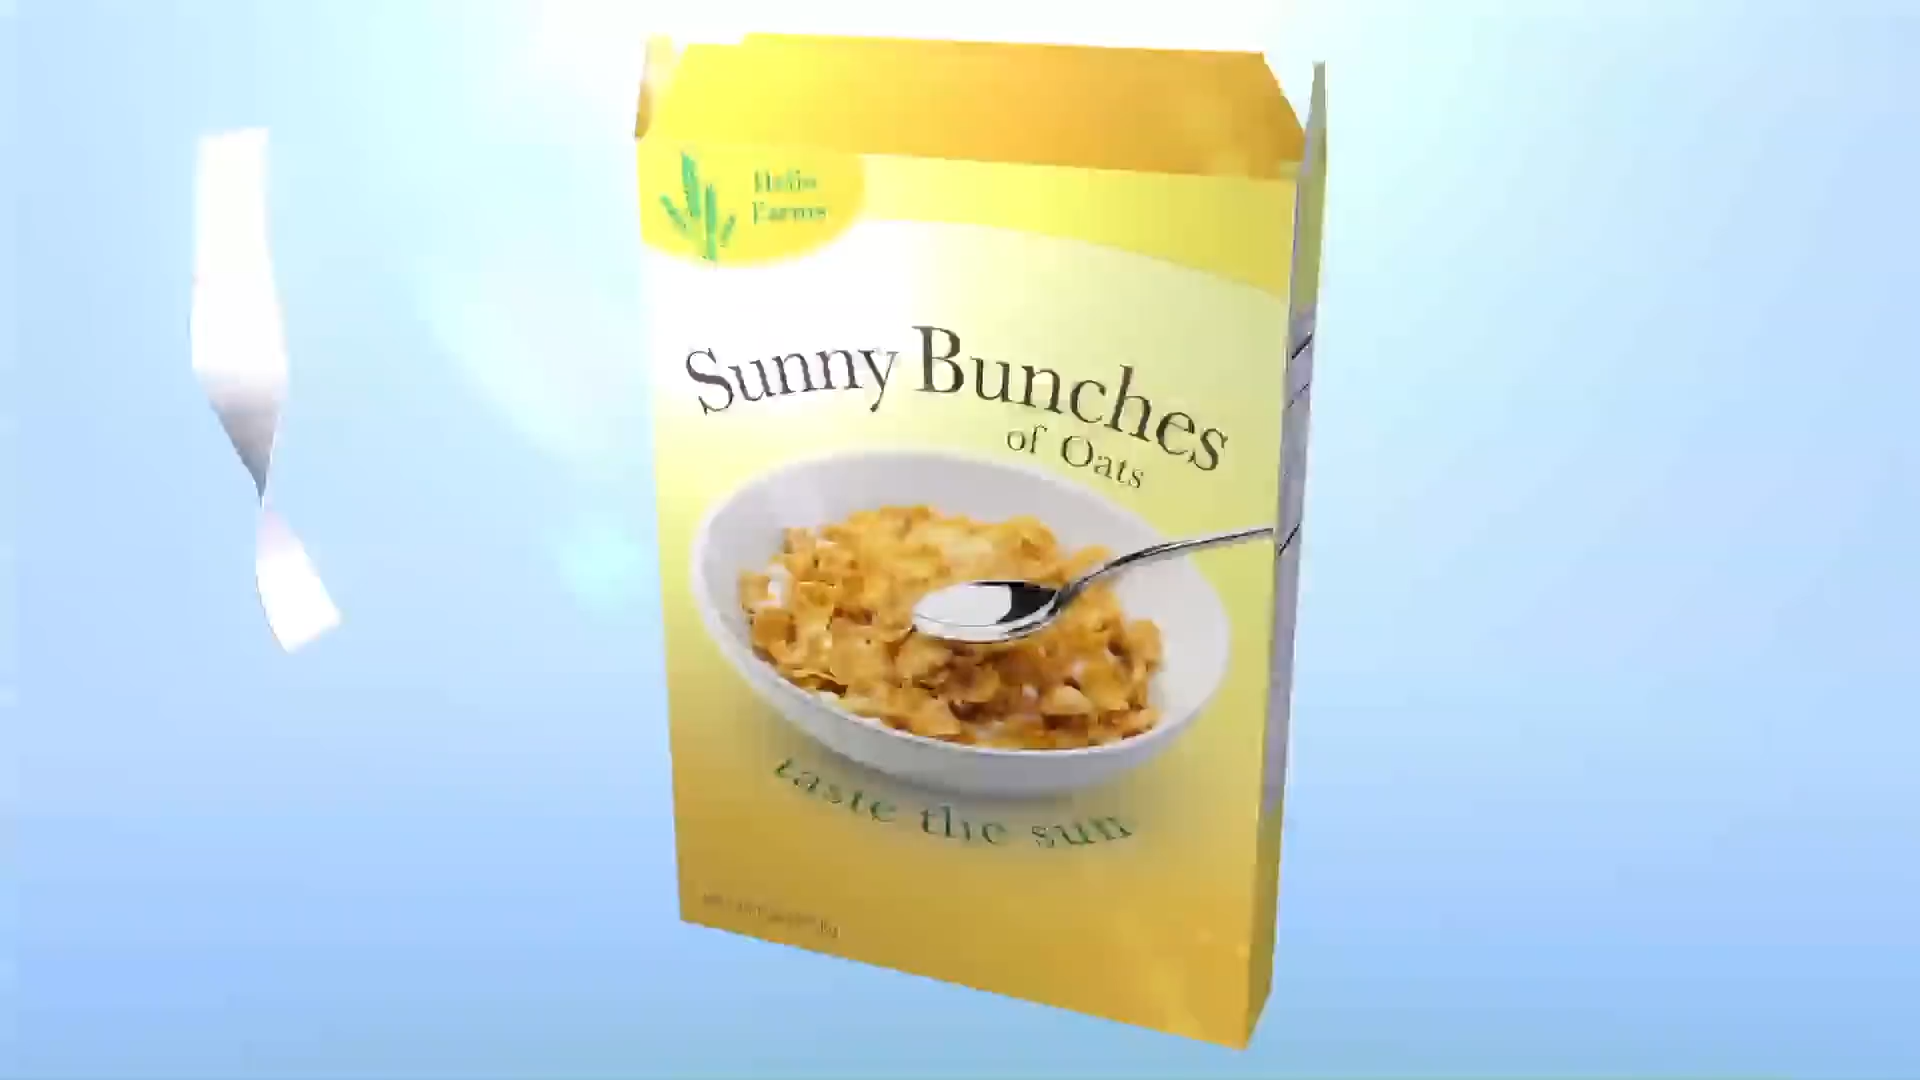 Helio
Farms
Sunny Bunches
of Oats
taste the sun